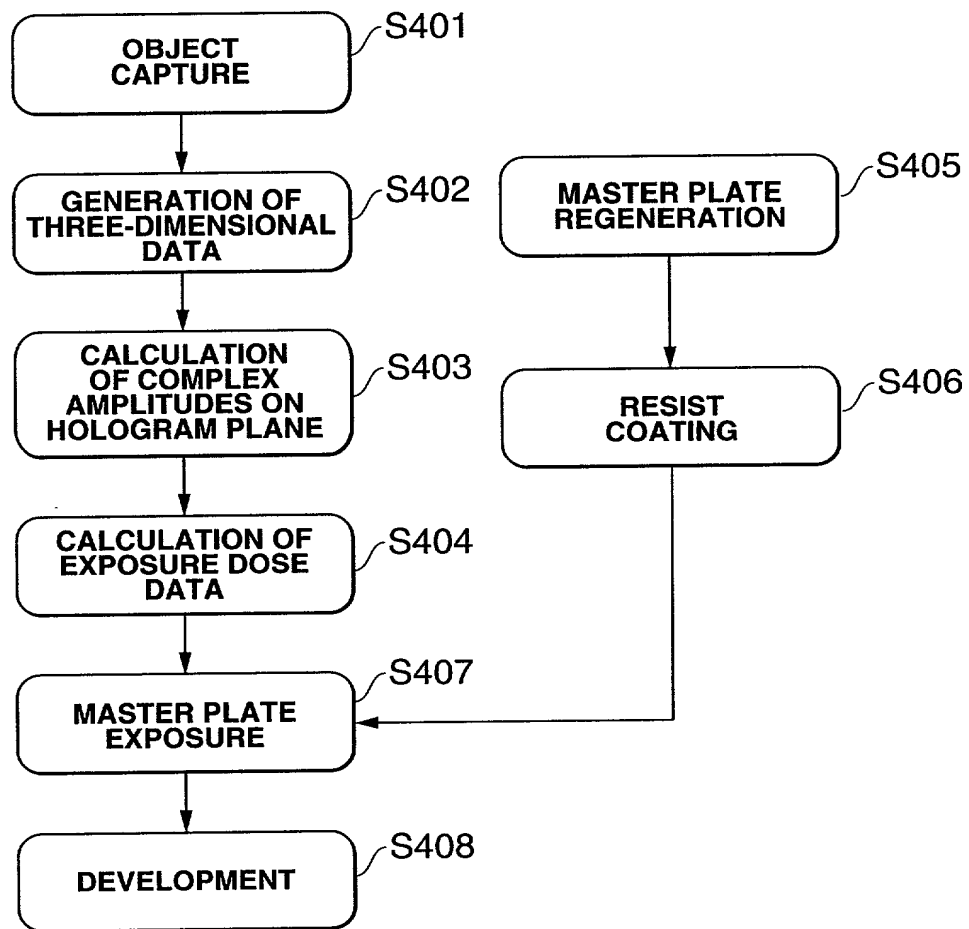 OBJECT
CAPTURE
S401
GENERATION OF
THREE-DIMENSIONAL
DATA
S402
CALCULATION
OF COMPLEX
AMPLITUDES ON
HOLOGRAM PLANE
S403
CALCULATION OF
EXPOSURE DOSE
DATA
S404
MASTER PLATE
REGENERATION
S405
RESIST
COATING
S406
MASTER PLATE
EXPOSURE
S407
DEVELOPMENT
S408